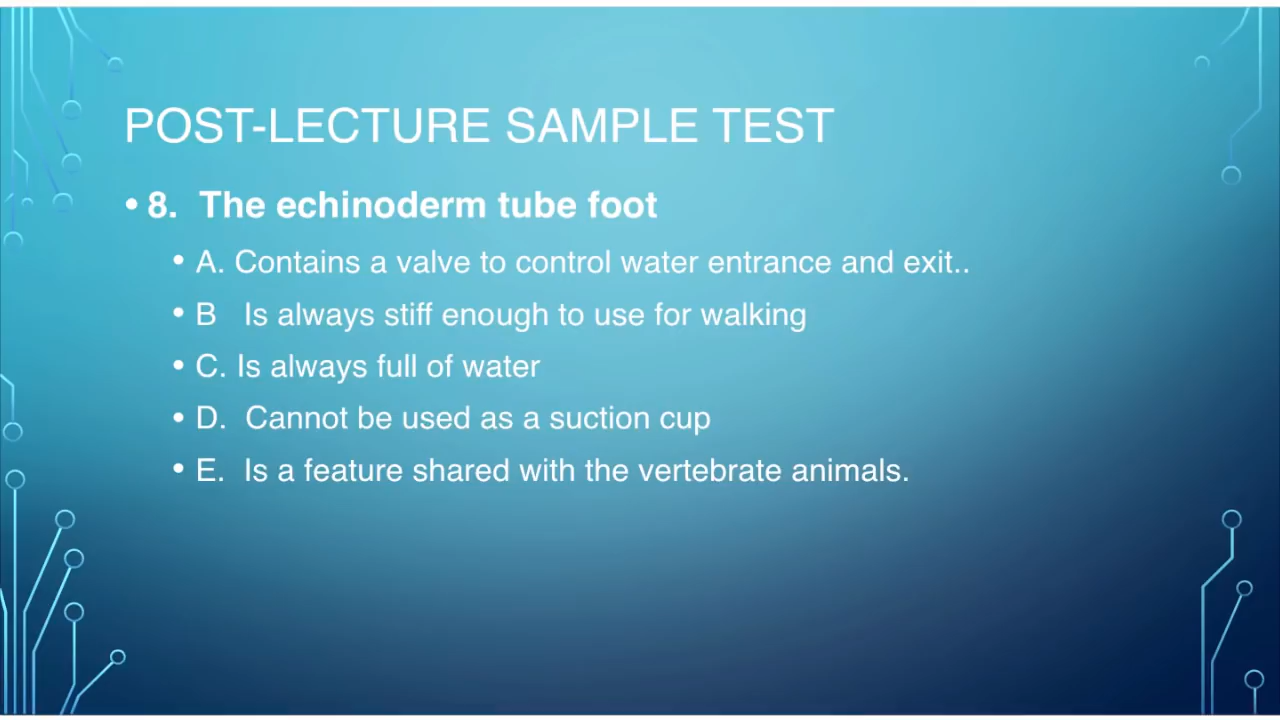 POST-LECTURE SAMPLE TEST
• 8. The echinoderm tube foot
• A. Contains a valve to control water entrance and exit..
• B Is always stiff enough to use for walking
• C. Is always full of water
• D. Cannot be used as a suction cup
• E. Is a feature shared with the vertebrate animals.